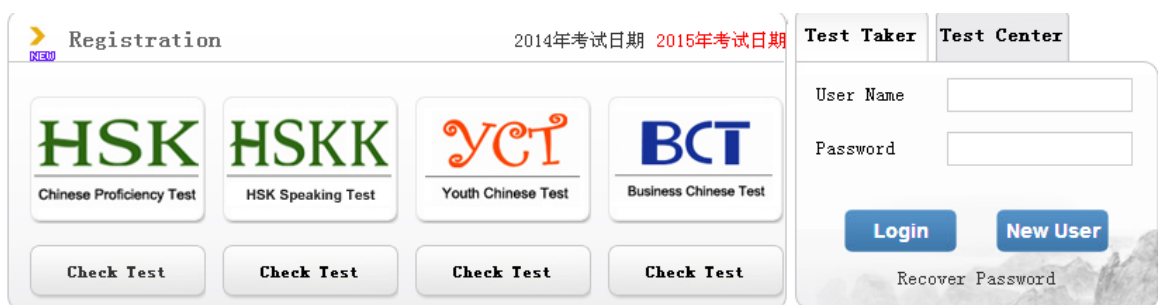 Registration
NEW
2014年考试日期 2015年考试日期
HSK
Chinese Proficiency Test
HSKK
HSK Speaking Test
YCT
Youth Chinese Test
BCT
Business Chinese Test
Check Test
Check Test
Check Test
Check Test
Test Taker
Test Center
User Name
Password
Login
New User
Recover Password